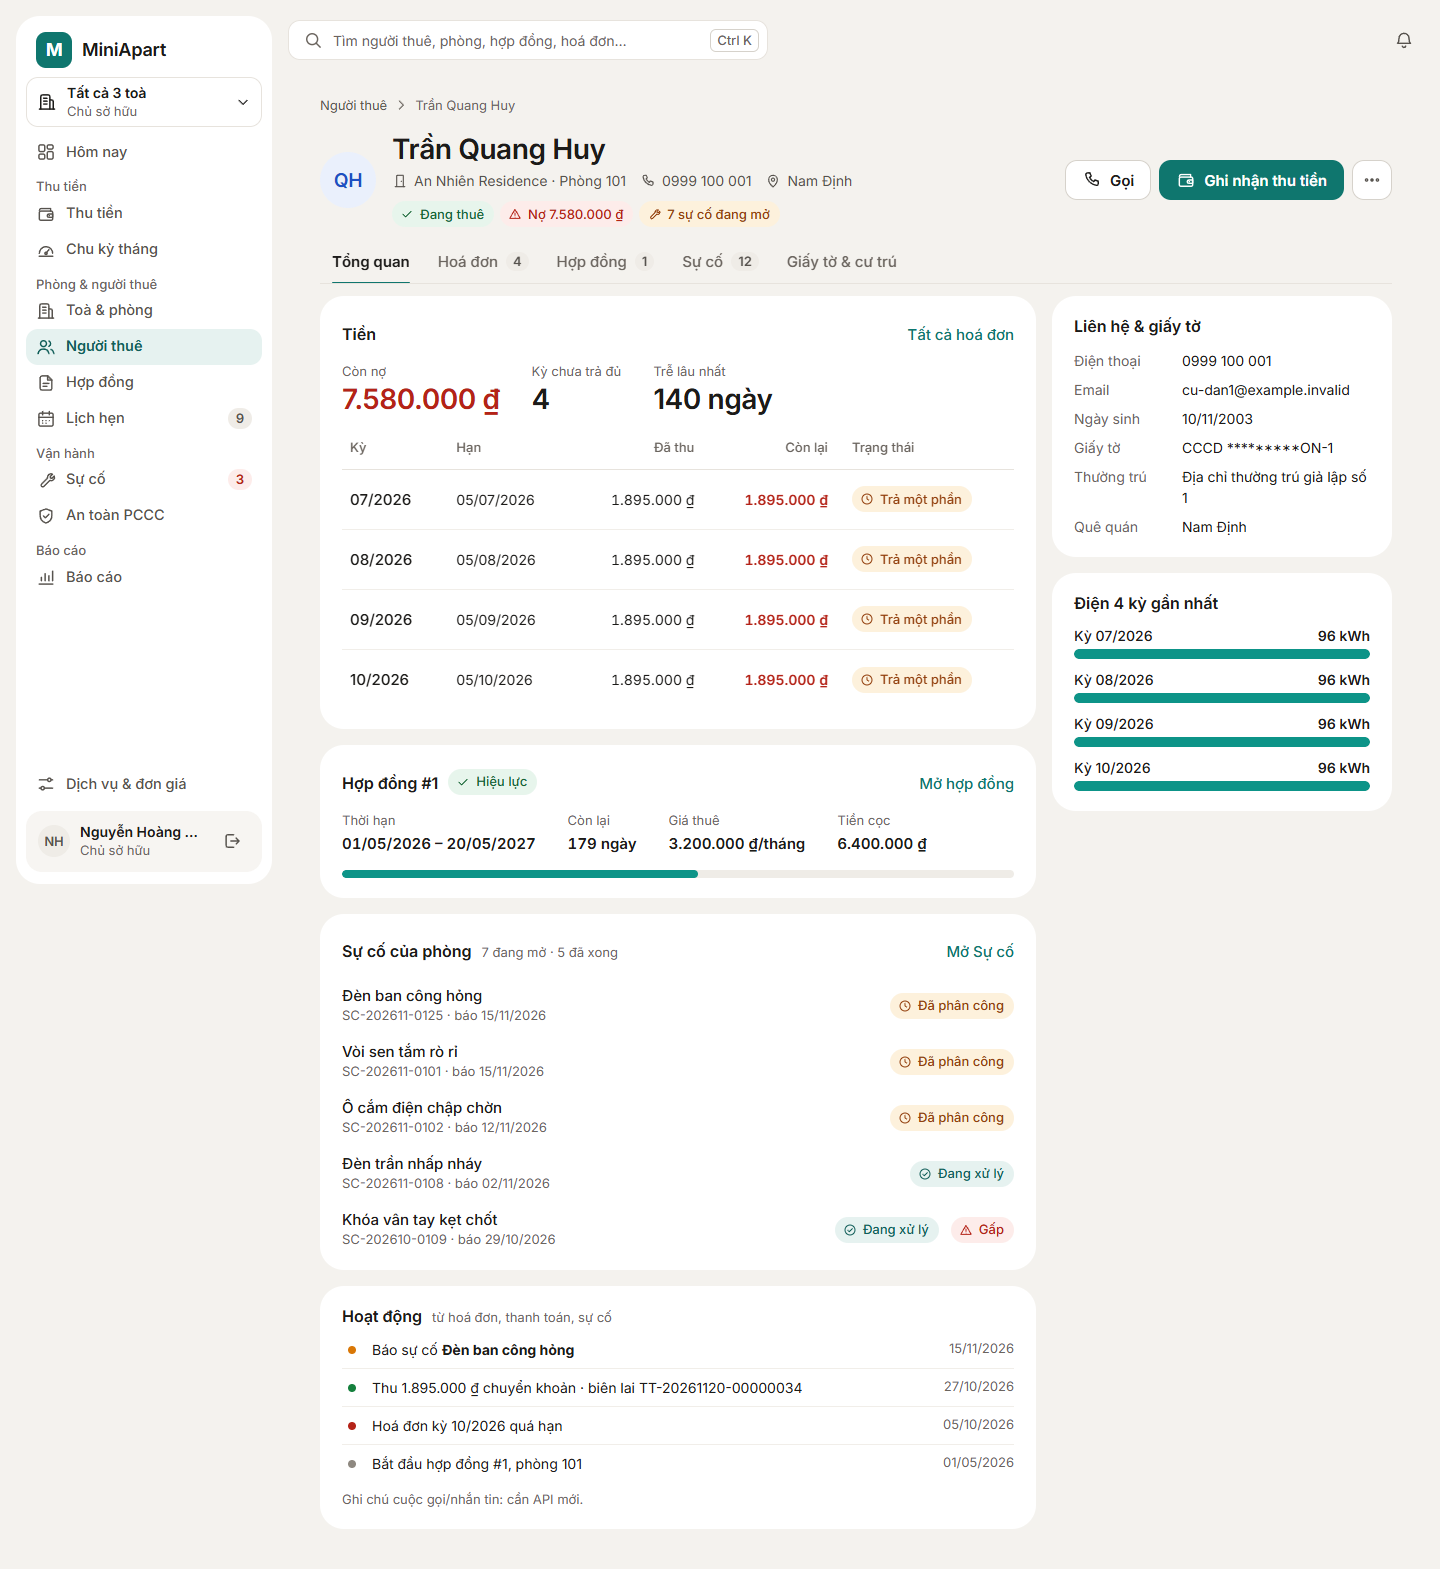 M MiniApart
Tất cả 3 toà
Chủ sở hữu
Hôm nay
Thu tiền
Thu tiền
Chu kỳ tháng
Phòng & người thuê
Toà & phòng
Người thuê
Hợp đồng
Lịch hẹn 9
Vận hành
Sự cố 3
An toàn PCCC
Báo cáo
Báo cáo
Dịch vụ & đơn giá
NH Nguyễn Hoàng ...
Chủ sở hữu
Tìm người thuê, phòng, hợp đồng, hoá đơn... Ctrl K
Người thuê > Trần Quang Huy
QH
Trần Quang Huy
An Nhiên Residence · Phòng 101 0999 100 001 Nam Định
Đang thuê Nợ 7.580.000 ₫ 7 sự cố đang mở
Gọi Ghi nhận thu tiền
Tổng quan Hoá đơn 4 Hợp đồng 1 Sự cố 12 Giấy tờ & cư trú
Tiền Tất cả hoá đơn
Còn nợ Kỳ chưa trả đủ Trễ lâu nhất
7.580.000 ₫ 4 140 ngày
Kỳ Hạn Đã thu Còn lại Trạng thái
07/2026 05/07/2026 1.895.000 ₫ 1.895.000 ₫ Trả một phần
08/2026 05/08/2026 1.895.000 ₫ 1.895.000 ₫ Trả một phần
09/2026 05/09/2026 1.895.000 ₫ 1.895.000 ₫ Trả một phần
10/2026 05/10/2026 1.895.000 ₫ 1.895.000 ₫ Trả một phần
Hợp đồng #1 Hiệu lực Mở hợp đồng
Thời hạn Còn lại Giá thuê Tiền cọc
01/05/2026 – 20/05/2027 179 ngày 3.200.000 ₫/tháng 6.400.000 ₫
Sự cố của phòng 7 đang mở · 5 đã xong Mở Sự cố
Đèn ban công hỏng
SC-202611-0125 · báo 15/11/2026 Đã phân công
Vòi sen tắm rò rỉ
SC-202611-0101 · báo 15/11/2026 Đã phân công
Ổ cắm điện chập chờn
SC-202611-0102 · báo 12/11/2026 Đã phân công
Đèn trần nhấp nháy
SC-202611-0108 · báo 02/11/2026 Đang xử lý
Khóa vân tay kẹt chốt
SC-202610-0109 · báo 29/10/2026 Đang xử lý Gấp
Hoạt động từ hoá đơn, thanh toán, sự cố
Báo sự cố Đèn ban công hỏng 15/11/2026
Thu 1.895.000 ₫ chuyển khoản · biên lai TT-20261120-00000034 27/10/2026
Hoá đơn kỳ 10/2026 quá hạn 05/10/2026
Bắt đầu hợp đồng #1, phòng 101 01/05/2026
Ghi chú cuộc gọi/nhắn tin: cần API mới.
Liên hệ & giấy tờ
Điện thoại 0999 100 001
Email cu-dan1@example.invalid
Ngày sinh 10/11/2003
Giấy tờ CCCD *********ON-1
Thường trú Địa chỉ thường trú giả lập số
1
Quê quán Nam Định
Điện 4 kỳ gần nhất
Kỳ 07/2026 96 kWh
Kỳ 08/2026 96 kWh
Kỳ 09/2026 96 kWh
Kỳ 10/2026 96 kWh